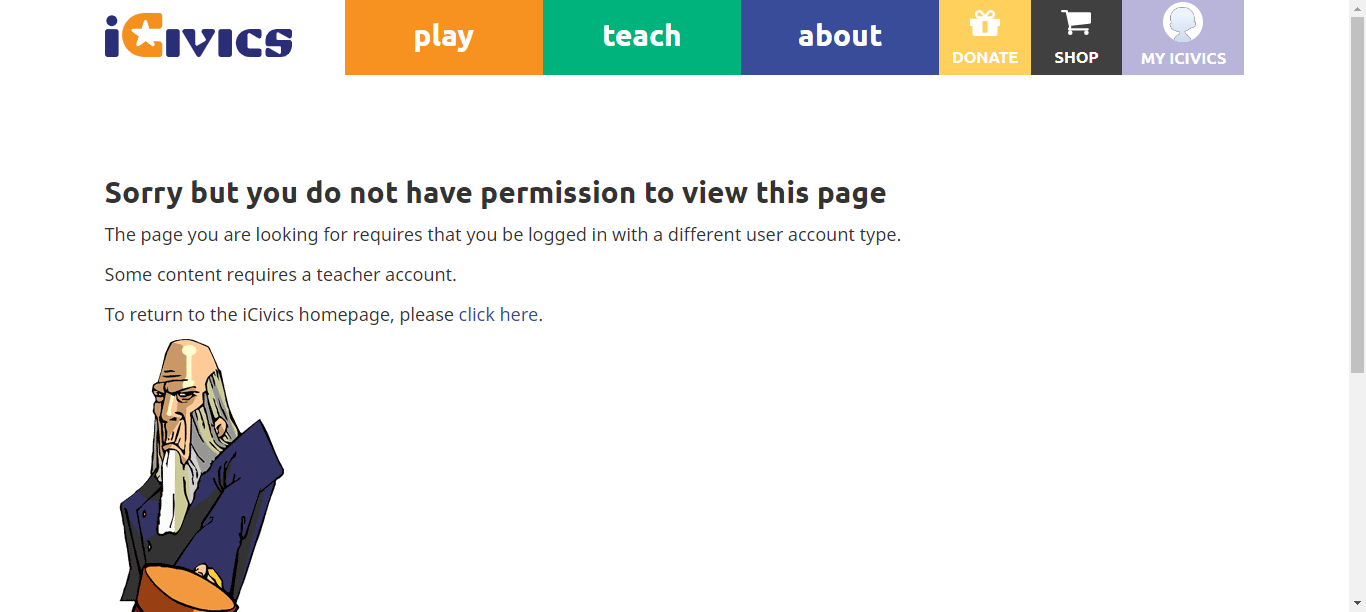 iCivics
play
teach
about
DONATE
SHOP
MY ICIVICS
Sorry but you do not have permission to view this page
The page you are looking for requires that you be logged in with a different user account type.
Some content requires a teacher account.
To return to the iCivics homepage, please click here.